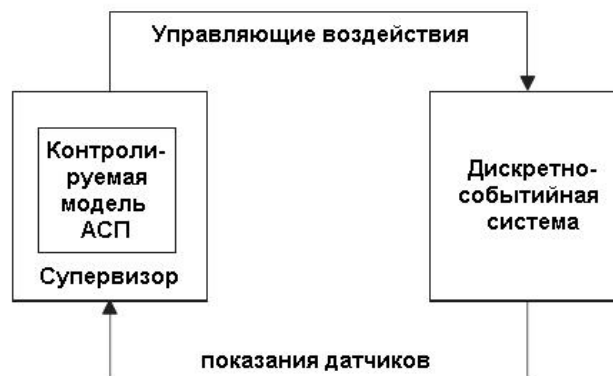 Управляющие воздействия
Контроли-
руемая
модель
АСП
Супервизор
Дискретно-
событийная
система
показания датчиков